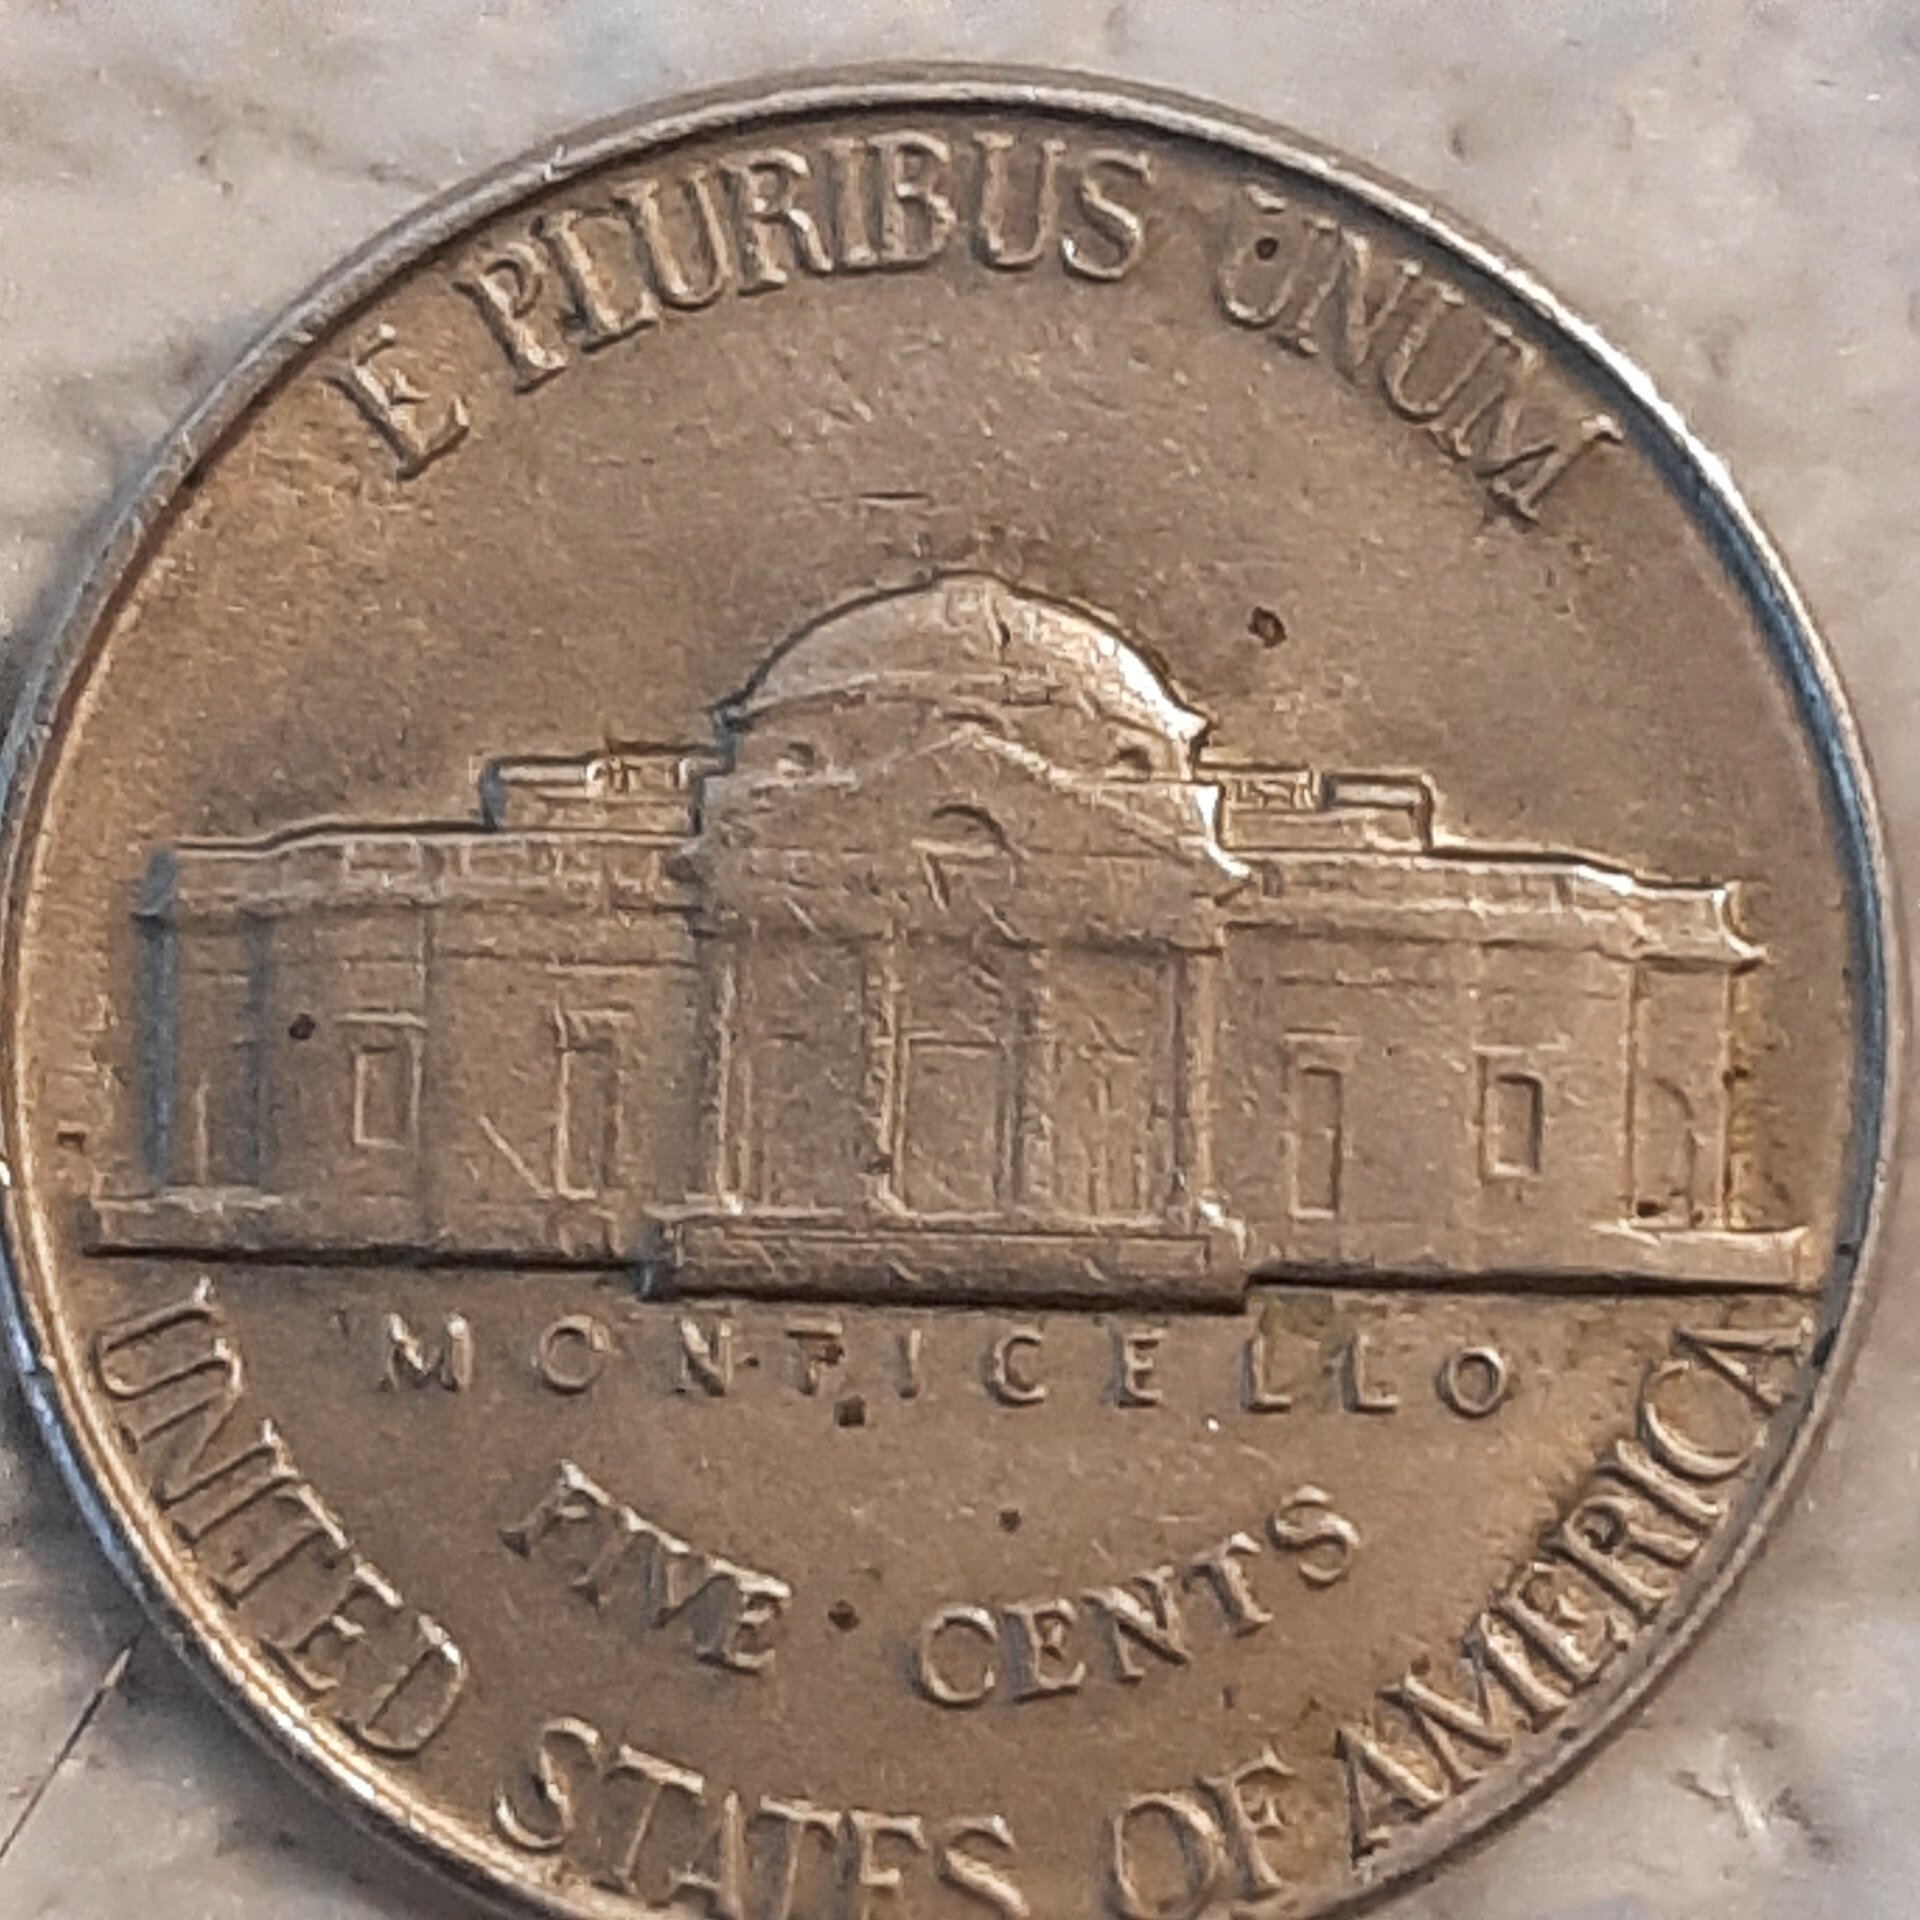 E PLURIBUS UNUM
MONTICELLO
FIVE CENTS
UNITED STATES OF AMERICA